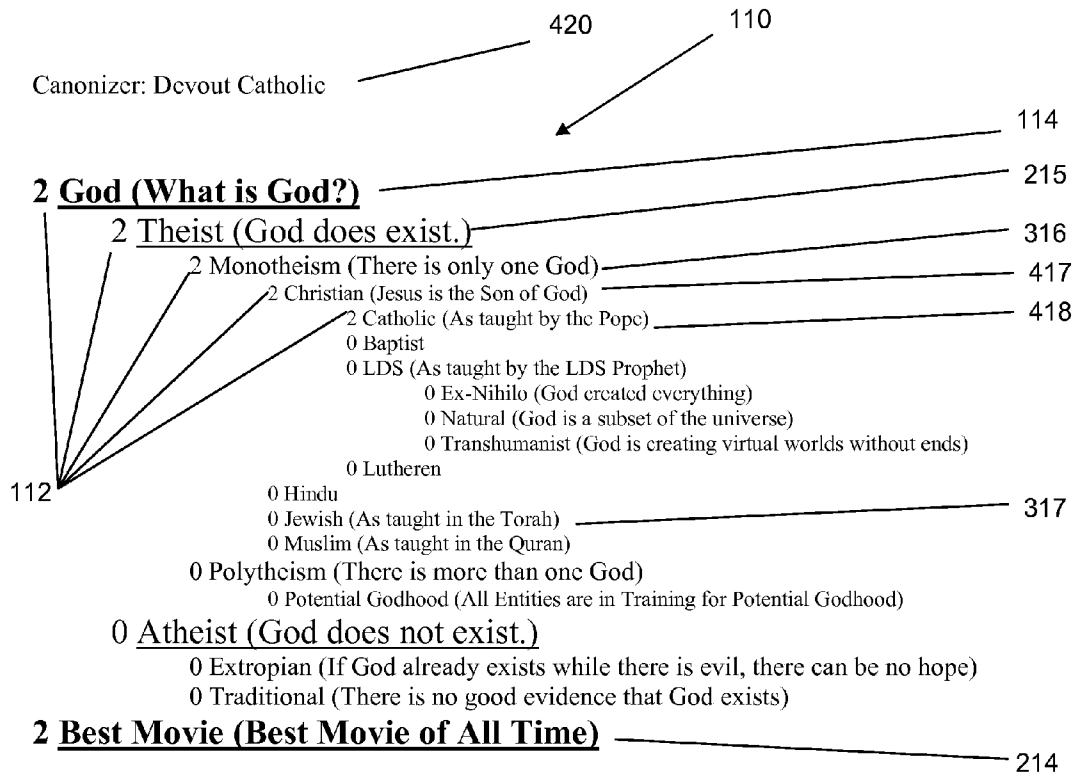 420
110
Canonizer: Devout Catholic
114
2 God (What is God?)
215
2 Theist (God does exist.)
316
2 Monotheism (There is only one God)
417
2 Christian (Jesus is the Son of God)
418
2 Catholic (As taught by the Pope)
0 Baptist
0 LDS (As taught by the LDS Prophet)
0 Ex-Nihilo (God created everything)
0 Natural (God is a subset of the universe)
0 Transhumanist (God is creating virtual worlds without ends)
0 Lutheren
112
0 Hindu
0 Jewish (As taught in the Torah)
317
0 Muslim (As taught in the Quran)
0 Polytheism (There is more than one God)
0 Potential Godhood (All Entities are in Training for Potential Godhood)
0 Atheist (God does not exist.)
0 Extropian (If God already exists while there is evil, there can be no hope)
0 Traditional (There is no good evidence that God exists)
2 Best Movie (Best Movie of All Time)
214